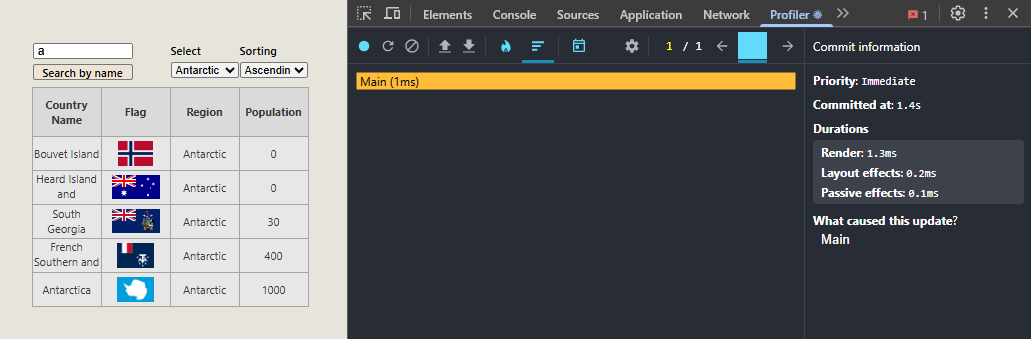 a
Search by name
Select
Antarctic
Sorting
Ascendin
Country
Name
Flag
Region
Population
Bouvet Island
Antarctic
0
Heard Island
and
Antarctic
0
South
Georgia
Antarctic
30
French
Southern and
Antarctic
400
Antarctica
Antarctic
1000
Elements Console Sources Application Network Profiler 1
1 / 1
Main (1ms)
Commit information
Priority: Immediate
Committed at: 1.4s
Durations
Render: 1.3ms
Layout effects: 0.2ms
Passive effects: 0.1ms
What caused this update?
Main